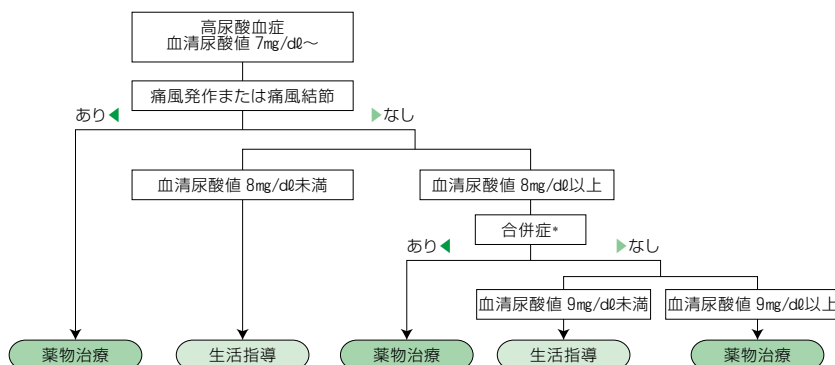 高尿酸血症
血清尿酸値 7mg/dℓ〜
痛風発作または痛風結節
あり◀ ▶なし
血清尿酸値 8mg/dℓ未満 血清尿酸値 8mg/dℓ以上
合併症*
あり◀ ▶なし
血清尿酸値 9mg/dℓ未満 血清尿酸値 9mg/dℓ以上
薬物治療 生活指導 薬物治療 生活指導 薬物治療